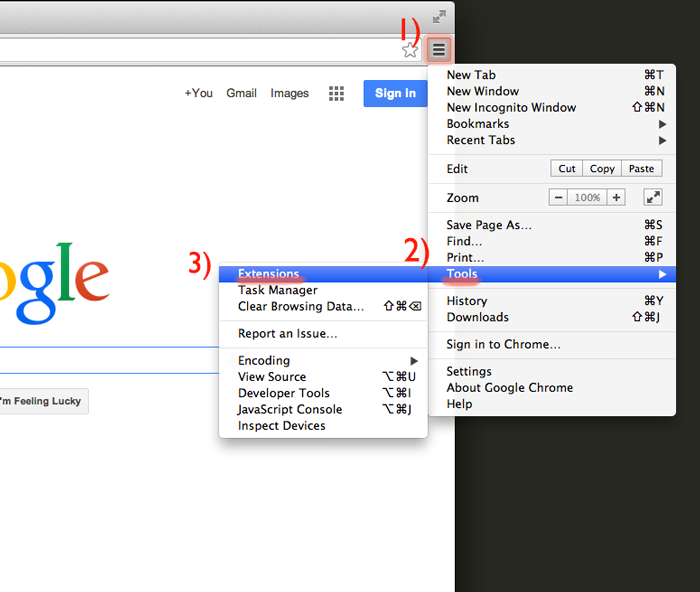 1)
+You Gmail Images Sign In
New Tab ⌘T
New Window ⌘N
New Incognito Window ⇧⌘N
Bookmarks ▶
Recent Tabs ▶
Edit Cut Copy Paste
Zoom − 100% +
Save Page As... ⌘S
Find... ⌘F
Print... ⌘P
2)
Tools ▶
History ⌘Y
Downloads ⇧⌘J
Sign in to Chrome...
Settings
About Google Chrome
Help
3)
Extensions
Task Manager
Clear Browsing Data... ⇧⌘⌫
Report an Issue...
Encoding ▶
View Source ⌥⌘U
Developer Tools ⌥⌘I
JavaScript Console ⌥⌘J
Inspect Devices
ogle
'm Feeling Lucky